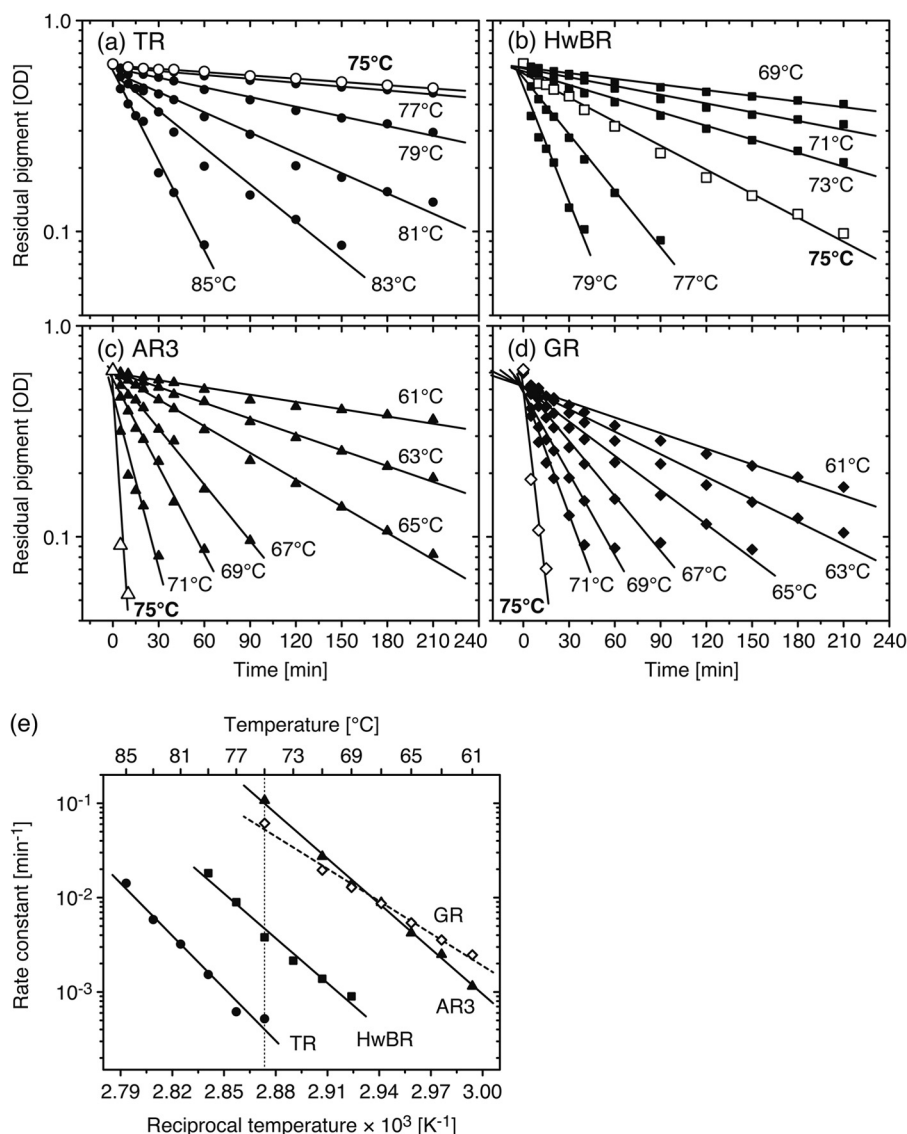 (a) TR
1.0
0.1
Residual pigment [OD]
75°C
77°C
79°C
81°C
83°C
85°C
(b) HwBR
69°C
71°C
73°C
75°C
77°C
79°C
(c) AR3
1.0
0.1
Residual pigment [OD]
61°C
63°C
65°C
67°C
69°C
71°C
75°C
0 30 60 90 120 150 180 210 240
Time [min]
(d) GR
61°C
63°C
65°C
67°C
69°C
71°C
75°C
0 30 60 90 120 150 180 210 240
Time [min]
(e)
Temperature [°C]
85 81 77 73 69 65 61
Rate constant [min-1]
10-1
10-2
10-3
GR
AR3
HwBR
TR
2.79 2.82 2.85 2.88 2.91 2.94 2.97 3.00
Reciprocal temperature × 10³ [K-1]